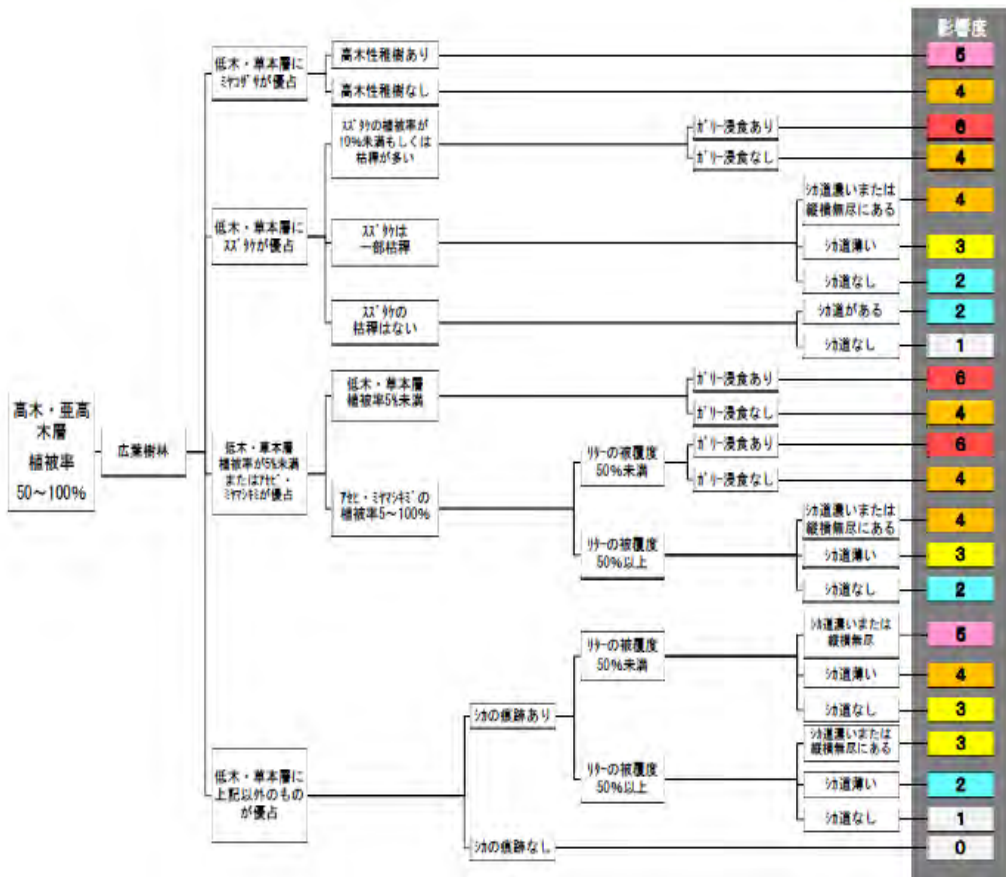 影響度
低木・草本層に
ﾐﾔｺｻﾞｻが優占
高木性稚樹あり
5
高木性稚樹なし
4
低木・草本層に
ｽｽﾞﾀｹが優占
ｽｽﾞﾀｹの植被率が
10%未満もしくは
枯稈が多い
ｶﾞﾘｰ浸食あり
6
ｶﾞﾘｰ浸食なし
4
ｽｽﾞﾀｹは
一部枯稈
ｼｶ道濃いまたは
縦横無尽にある
4
ｼｶ道薄い
3
ｼｶ道なし
2
ｽｽﾞﾀｹの
枯稈はない
ｼｶ道がある
2
ｼｶ道なし
1
高木・亜高
木層
植被率
50～100%
広葉樹林
低木・草本層
植被率が5%未満
またはｱｾﾋﾞ・
ﾐﾔﾏｼｷﾐが優占
低木・草本層
植被率5%未満
ｶﾞﾘｰ浸食あり
6
ｶﾞﾘｰ浸食なし
4
ｱｾﾋﾞ・ﾐﾔﾏｼｷﾐの
植被率5～100%
ﾘﾀｰの被覆度
50%未満
ｶﾞﾘｰ浸食あり
6
ｶﾞﾘｰ浸食なし
4
ﾘﾀｰの被覆度
50%以上
ｼｶ道濃いまたは
縦横無尽にある
4
ｼｶ道薄い
3
ｼｶ道なし
2
低木・草本層に
上記以外のもの
が優占
ｼｶの痕跡あり
ﾘﾀｰの被覆度
50%未満
ｼｶ道濃いまたは
縦横無尽
5
ｼｶ道薄い
4
ｼｶ道なし
3
ﾘﾀｰの被覆度
50%以上
ｼｶ道濃いまたは
縦横無尽にある
3
ｼｶ道薄い
2
ｼｶ道なし
1
ｼｶの痕跡なし
0